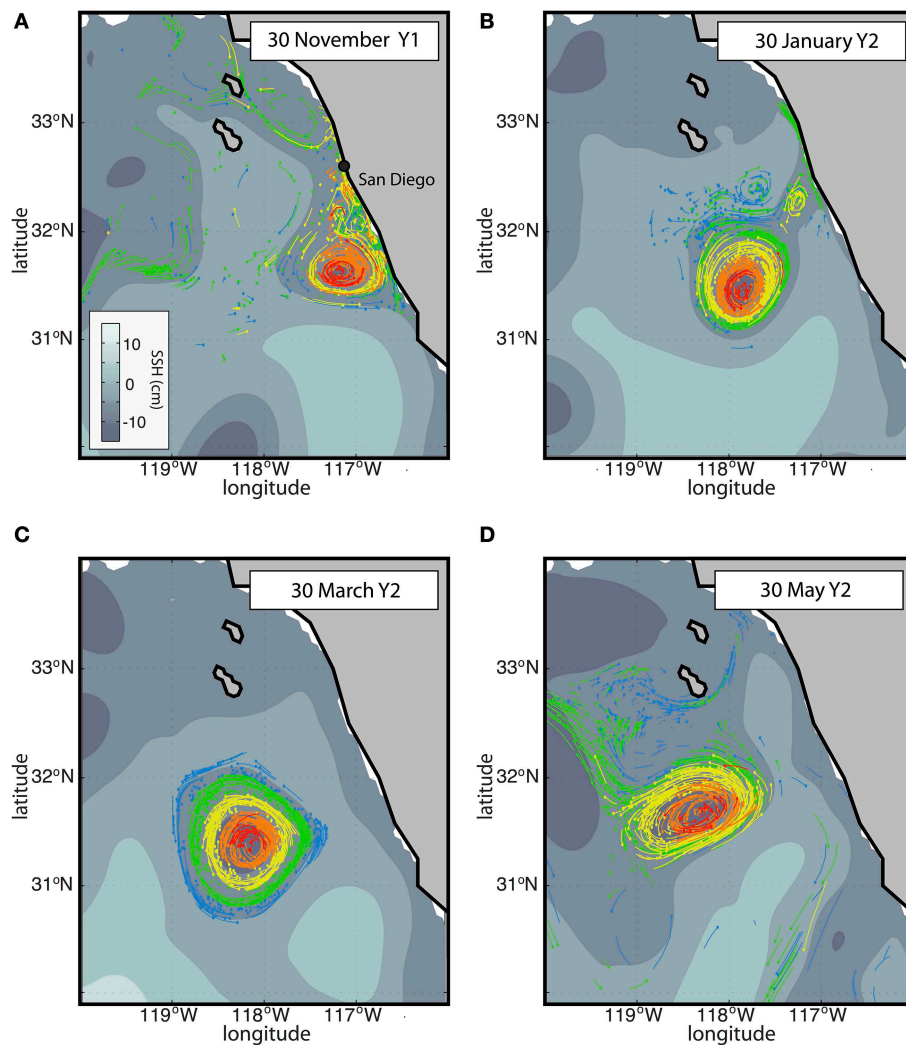 A
30 November Y1
33°N
32°N
31°N
latitude
San Diego
10
0
-10
SSH (cm)
119°W
118°W
117°W
longitude
B
30 January Y2
33°N
32°N
31°N
latitude
119°W
118°W
117°W
longitude
C
30 March Y2
33°N
32°N
31°N
latitude
119°W
118°W
117°W
longitude
D
30 May Y2
33°N
32°N
31°N
latitude
119°W
118°W
117°W
longitude